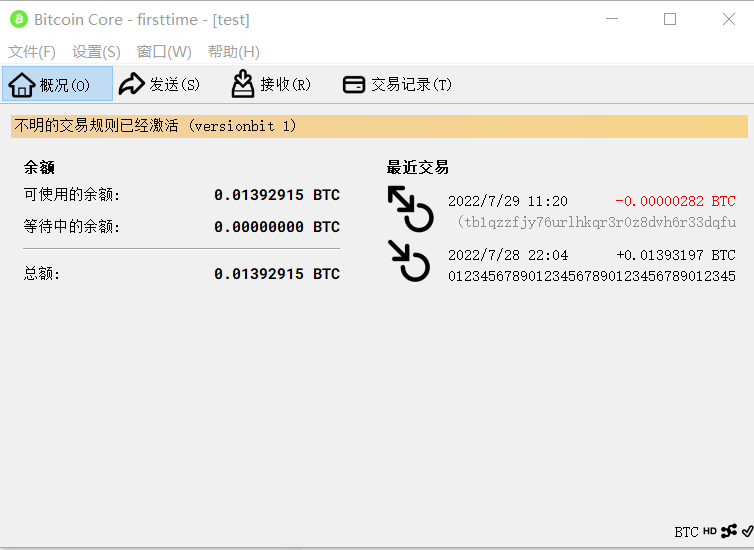 Bitcoin Core - firsttime - [test]
文件(F) 设置(S) 窗口(W) 帮助(H)
概况(O) 发送(S) 接收(R) 交易记录(T)
不明的交易规则已经激活 (versionbit 1)
余额
可使用的余额: 0.01392915 BTC
等待中的余额: 0.00000000 BTC
总额: 0.01392915 BTC
最近交易
2022/7/29 11:20 -0.00000282 BTC
(tb1qzzfjy76urlhkqr3r0z8dvh6r33dqfu
2022/7/28 22:04 +0.01393197 BTC
012345678901234567890123456789012345
BTC HD